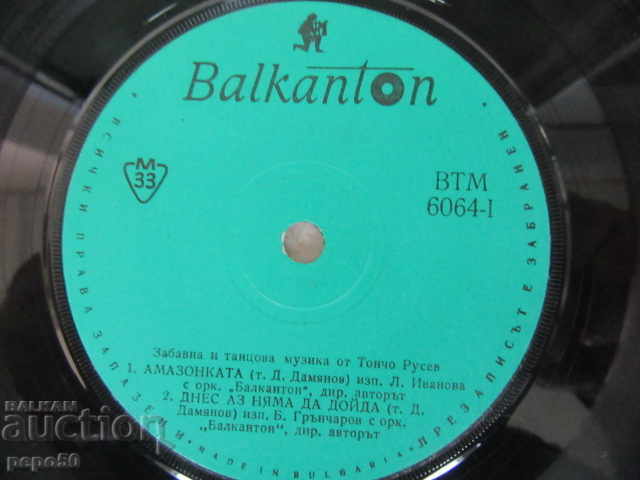 Balkanton
M
33
BTM
6064-I
Забавна и танцова музика от Тончо Русев
1. АМАЗОНКАТА (т. Д. Дамянов) изп. Л. Иванова
с орк. „Балкантон“, дир. авторът
2. ДНЕС АЗ НЯМА ДА ДОЙДА (т. Д.
Дамянов) изп. Б. Грънчаров с орк.
„Балкантон“, дир. авторът
ВСИЧКИ ПРАВА ЗАПАЗЕНИ • MADE IN BULGARIA • ПРЕЗАПИСЪТ Е ЗАБРАНЕН
BALKAN
auction
pepo50